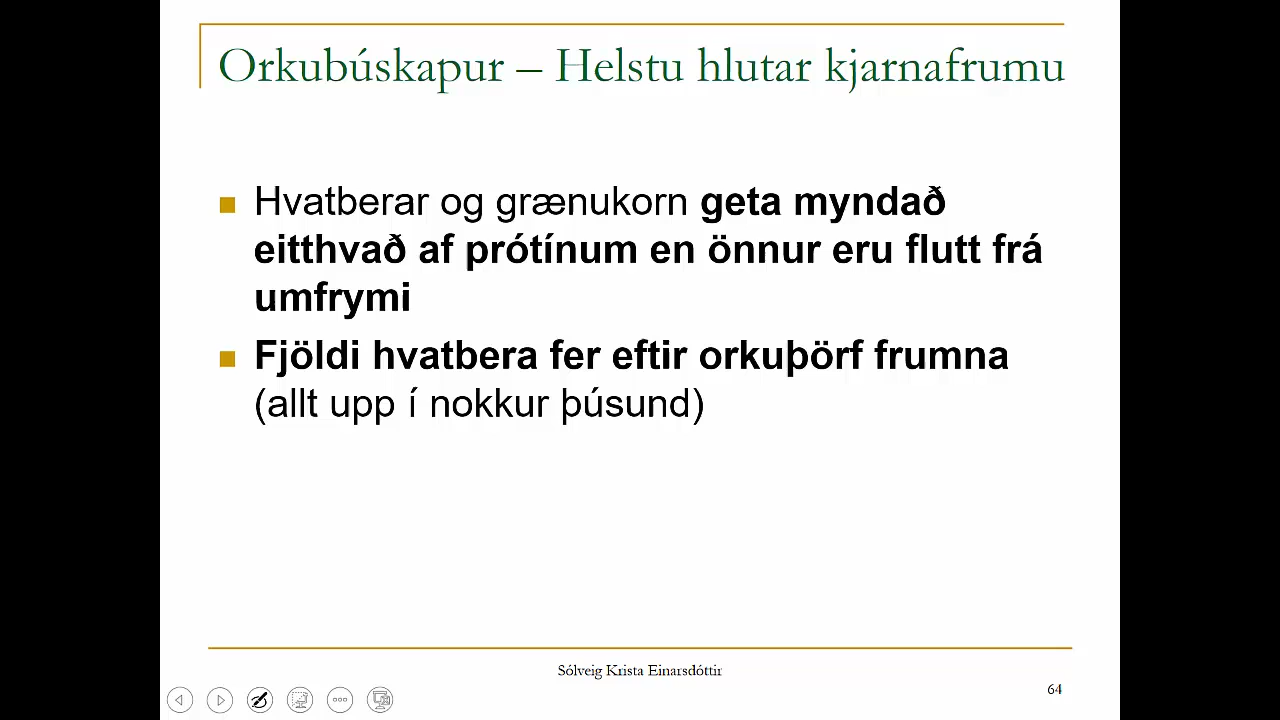 Orkubúskapur – Helstu hlutar kjarnafrumu
Hvatberar og grænukorn geta myndað
eitthvað af prótínum en önnur eru flutt frá
umfrymi
Fjöldi hvatbera fer eftir orkuþörf frumna
(allt upp í nokkur þúsund)
Sólveig Krista Einarsdóttir
64